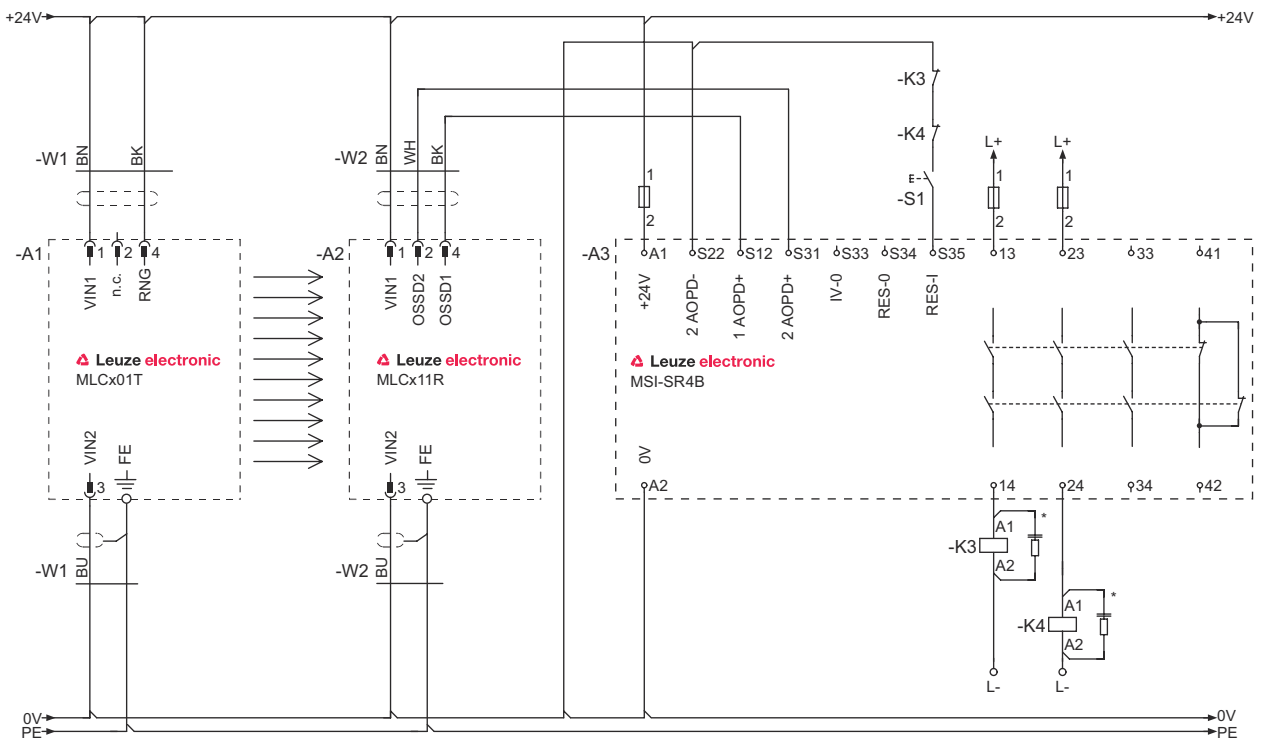 +24V
+24V
-K3
-K4
E
-S1
L+
L+
-W1
BN
BK
-W2
BN
WH
BK
1
2
1
2
1
2
-A1
1
2
4
VIN1
n.c.
RNG
Leuze electronic
MLCx01T
VIN2
FE
3
-A2
1
2
4
VIN1
OSSD2
OSSD1
Leuze electronic
MLCx11R
VIN2
FE
3
-A3
A1
S22
S12
S31
S33
S34
S35
13
23
33
41
+24V
2 AOPD-
1 AOPD+
2 AOPD+
IV-0
RES-0
RES-I
Leuze electronic
MSI-SR4B
0V
A2
14
24
34
42
-W1
BU
-W2
BU
-K3
A1
A2
*
-K4
A1
A2
*
L-
L-
0V
0V
PE
PE